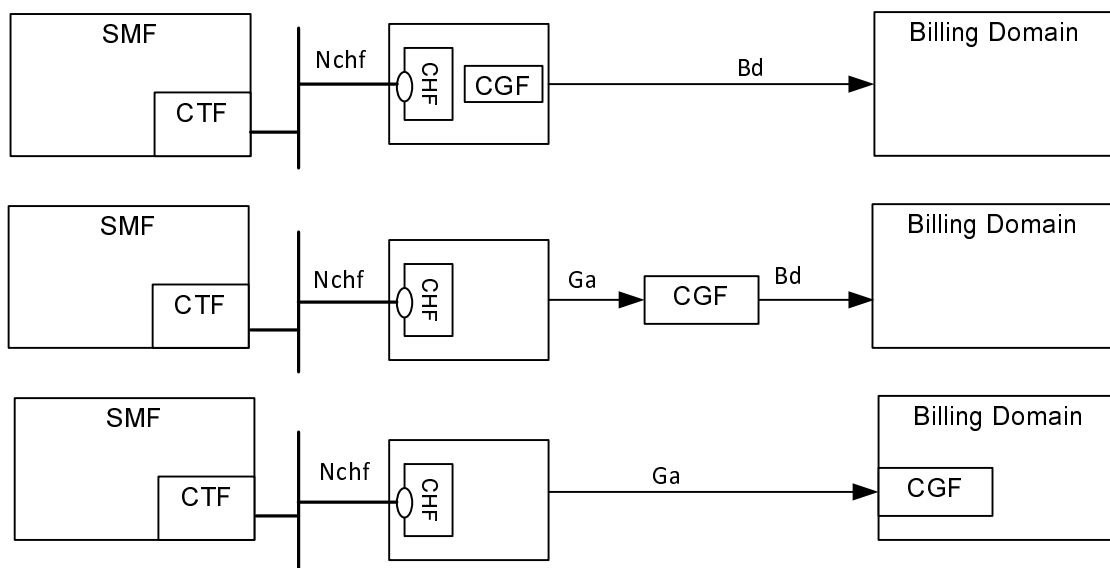 SMF
CTF
Nchf
CHF
CGF
Bd
Billing Domain
SMF
CTF
Nchf
CHF
Ga
CGF
Bd
Billing Domain
SMF
CTF
Nchf
CHF
Ga
Billing Domain
CGF